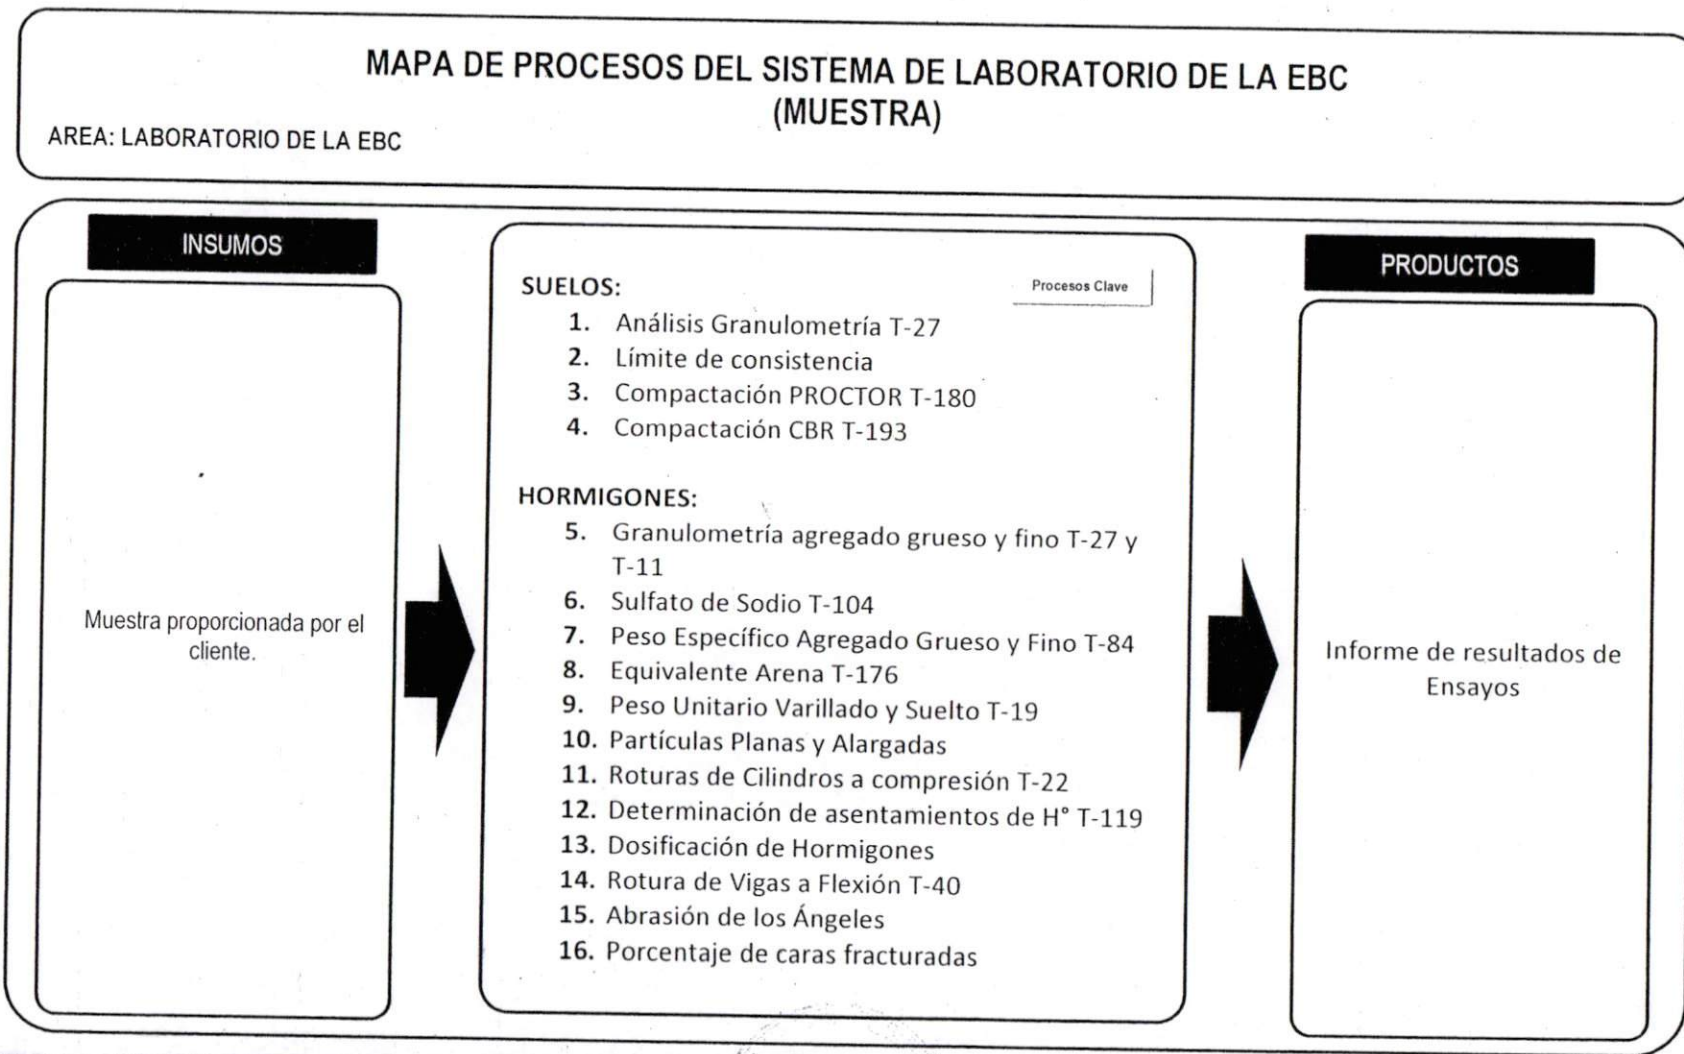 MAPA DE PROCESOS DEL SISTEMA DE LABORATORIO DE LA EBC
(MUESTRA)
AREA: LABORATORIO DE LA EBC
INSUMOS
Muestra proporcionada por el
cliente.
Procesos Clave
SUELOS:
1. Análisis Granulometría T-27
2. Límite de consistencia
3. Compactación PROCTOR T-180
4. Compactación CBR T-193
HORMIGONES:
5. Granulometría agregado grueso y fino T-27 y
T-11
6. Sulfato de Sodio T-104
7. Peso Específico Agregado Grueso y Fino T-84
8. Equivalente Arena T-176
9. Peso Unitario Varillado y Suelto T-19
10. Partículas Planas y Alargadas
11. Roturas de Cilindros a compresión T-22
12. Determinación de asentamientos de H° T-119
13. Dosificación de Hormigones
14. Rotura de Vigas a Flexión T-40
15. Abrasión de los Ángeles
16. Porcentaje de caras fracturadas
PRODUCTOS
Informe de resultados de
Ensayos